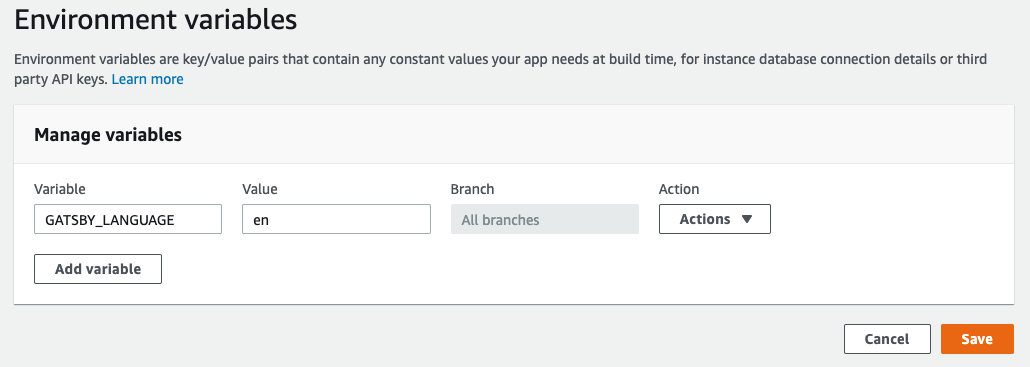 Environment variables
Environment variables are key/value pairs that contain any constant values your app needs at build time, for instance database connection details or third
party API keys. Learn more
Manage variables
Variable Value Branch Action
GATSBY_LANGUAGE en All branches Actions ▼
Add variable
Cancel Save